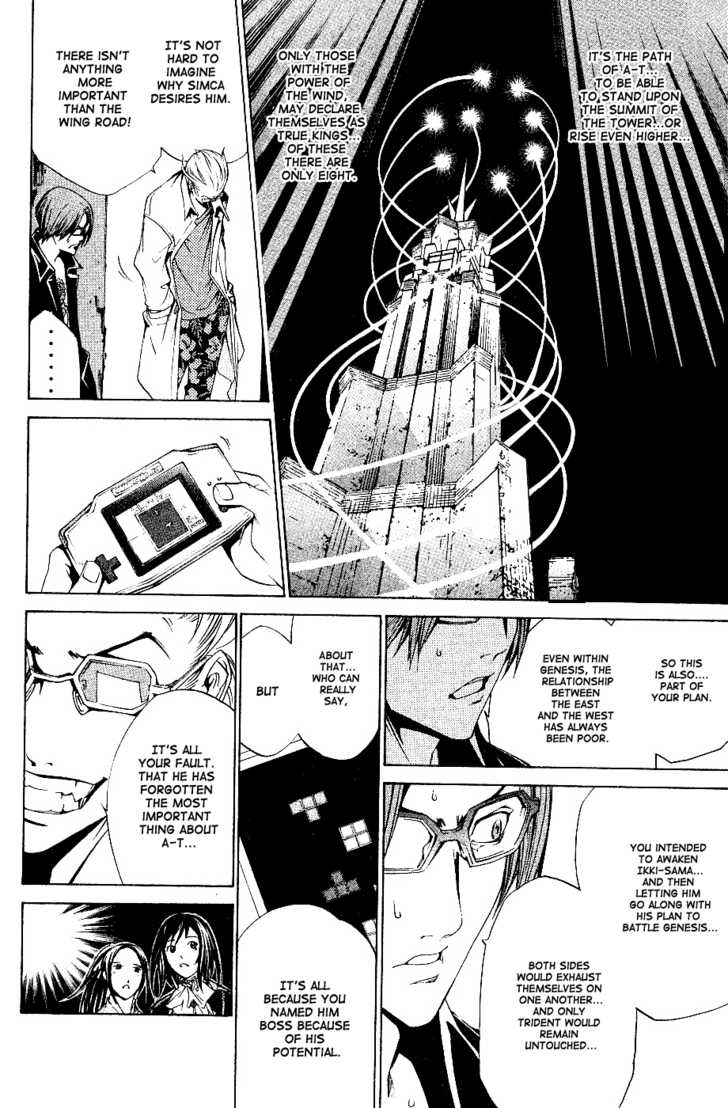 IT'S THE PATH
OF A-T...
TO BE ABLE
TO STAND UPON
THE SUMMIT OF
THE TOWER...OR
RISE EVEN HIGHER...
ONLY THOSE
WITH THE
POWER OF
THE WIND,
MAY DECLARE
THEMSELVES AS
TRUE KINGS...
OF THESE
THERE ARE
ONLY EIGHT.
IT'S NOT
HARD TO
IMAGINE
WHY SIMCA
DESIRES HIM.
THERE ISN'T
ANYTHING
MORE
IMPORTANT
THAN THE
WING ROAD!
SO THIS
IS ALSO....
PART OF
YOUR PLAN.
EVEN WITHIN
GENESIS, THE
RELATIONSHIP
BETWEEN
THE EAST
AND THE WEST
HAS ALWAYS
BEEN POOR.
YOU INTENDED
TO AWAKEN
IKKI-SAMA...
AND THEN
LETTING HIM
GO ALONG WITH
HIS PLAN TO
BATTLE GENESIS...
BOTH SIDES
WOULD EXHAUST
THEMSELVES ON
ONE ANOTHER...
AND ONLY
TRIDENT WOULD
REMAIN
UNTOUCHED...
ABOUT
THAT...
WHO CAN
REALLY
SAY,
BUT
IT'S ALL
BECAUSE YOU
NAMED HIM
BOSS BECAUSE
OF HIS
POTENTIAL.
IT'S ALL
YOUR FAULT.
THAT HE HAS
FORGOTTEN
THE MOST
IMPORTANT
THING ABOUT
A-T...